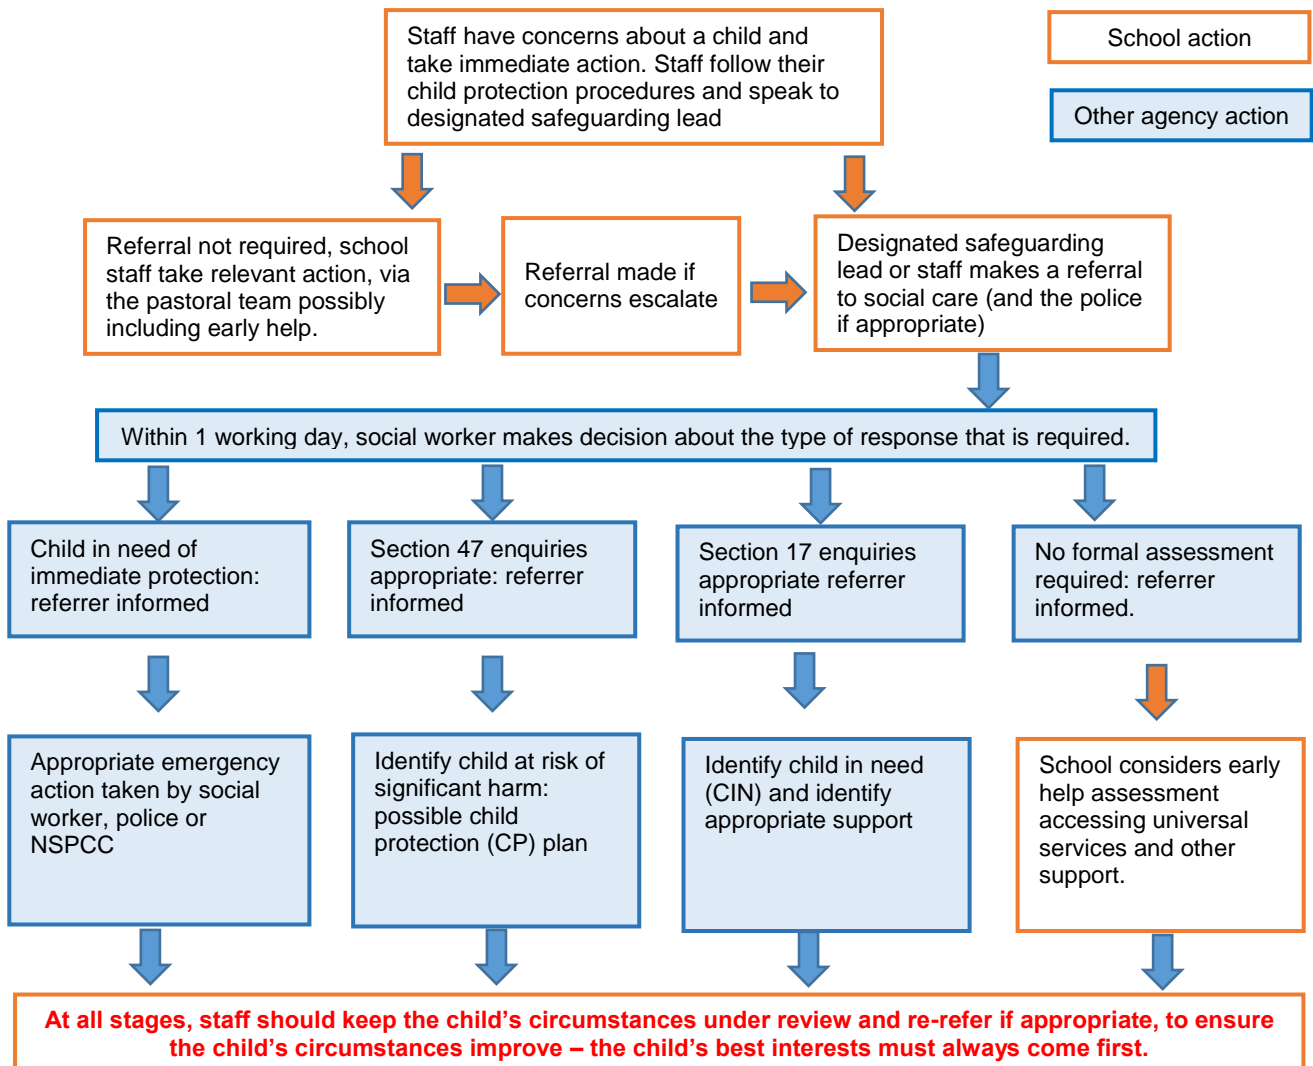 Staff have concerns about a child and
take immediate action. Staff follow their
child protection procedures and speak to
designated safeguarding lead
School action
Other agency action
Referral not required, school
staff take relevant action, via
the pastoral team possibly
including early help.
Referral made if
concerns escalate
Designated safeguarding
lead or staff makes a referral
to social care (and the police
if appropriate)
Within 1 working day, social worker makes decision about the type of response that is required.
Child in need of
immediate protection:
referrer informed
Section 47 enquiries
appropriate: referrer
informed
Section 17 enquiries
appropriate referrer
informed
No formal assessment
required: referrer
informed.
Appropriate emergency
action taken by social
worker, police or
NSPCC
Identify child at risk of
significant harm:
possible child
protection (CP) plan
Identify child in need
(CIN) and identify
appropriate support
School considers early
help assessment
accessing universal
services and other
support.
At all stages, staff should keep the child’s circumstances under review and re-refer if appropriate, to ensure
the child’s circumstances improve – the child’s best interests must always come first.